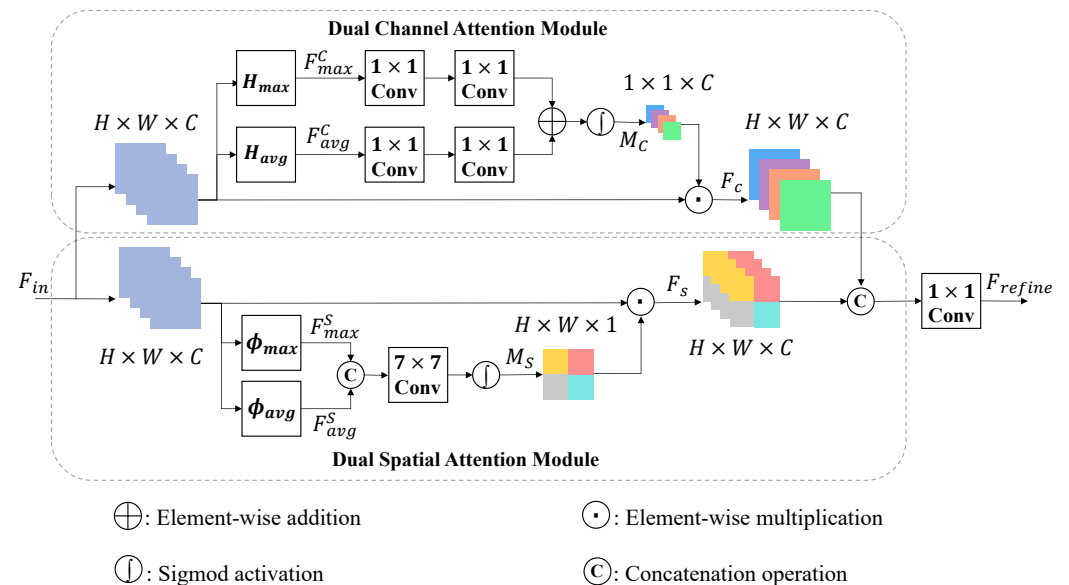 Dual Channel Attention Module
H_max
F^C_max
1 × 1
Conv
1 × 1
Conv
1 × 1 × C
H × W × C
H × W × C
H_avg
F^C_avg
1 × 1
Conv
1 × 1
Conv
M_C
F_c
F_in
F_s
1 × 1
Conv
F_refine
C
H × W × 1
H × W × C
H × W × C
ϕ_max
F^S_max
C
7 × 7
Conv
M_S
ϕ_avg
F^S_avg
Dual Spatial Attention Module
: Element-wise addition
: Element-wise multiplication
: Sigmod activation
C : Concatenation operation